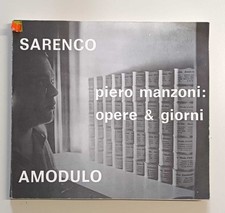 SARENCO
piero manzoni:
opere & giorni
AMODULO